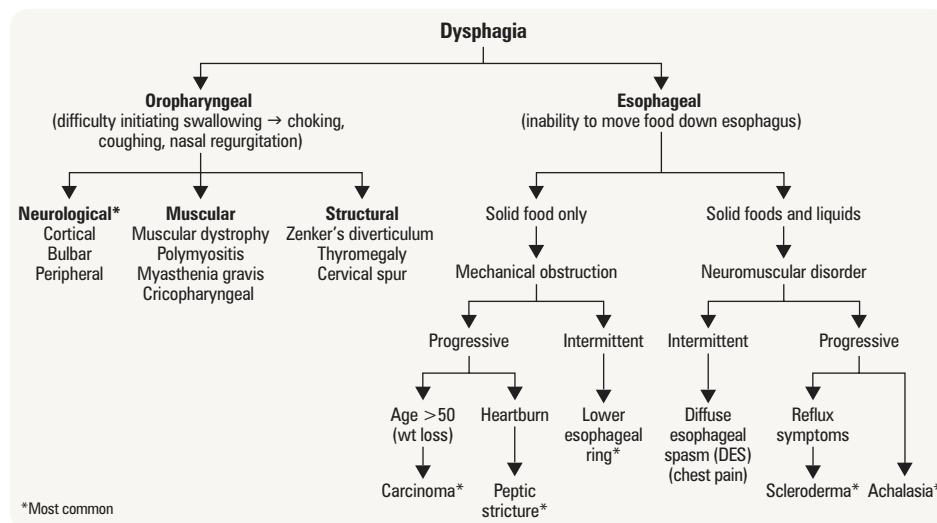 Dysphagia
Oropharyngeal
(difficulty initiating swallowing → choking,
coughing, nasal regurgitation)
Esophageal
(inability to move food down esophagus)
Neurological*
Cortical
Bulbar
Peripheral
Muscular
Muscular dystrophy
Polymyositis
Myasthenia gravis
Cricopharyngeal
Structural
Zenker's diverticulum
Thyromegaly
Cervical spur
Solid food only
Solid foods and liquids
Mechanical obstruction
Neuromuscular disorder
Progressive
Intermittent
Intermittent
Progressive
Age >50
(wt loss)
Heartburn
Lower
esophageal
ring*
Diffuse
esophageal
spasm (DES)
(chest pain)
Reflux
symptoms
Carcinoma*
Peptic
stricture*
Scleroderma*
Achalasia*
*Most common